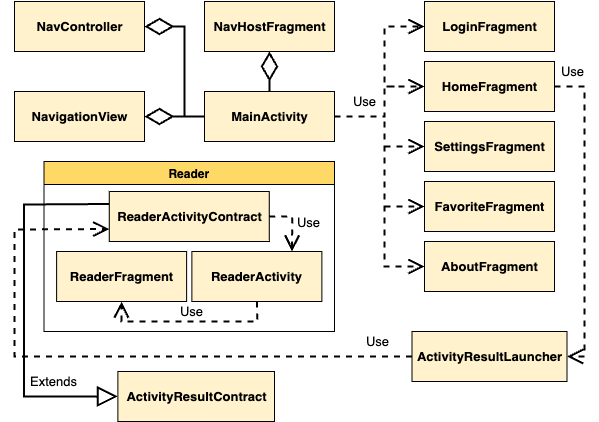 NavController
NavHostFragment
LoginFragment
HomeFragment
Use
NavigationView
MainActivity
Use
SettingsFragment
Reader
FavoriteFragment
ReaderActivityContract
Use
ReaderFragment
ReaderActivity
AboutFragment
Use
Use
ActivityResultLauncher
Extends
ActivityResultContract